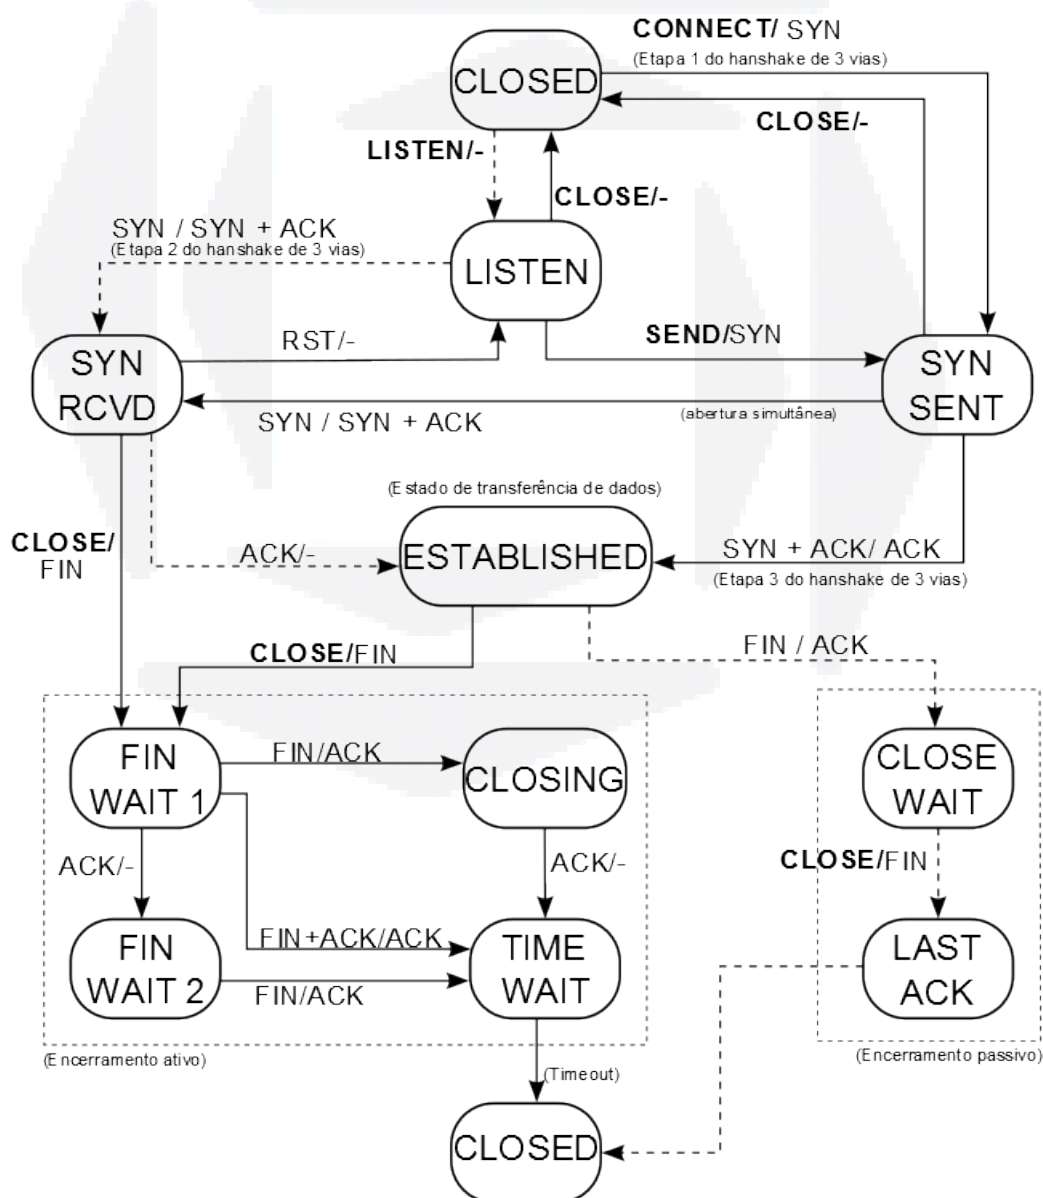 CONNECT/ SYN
(Etapa 1 do hanshake de 3 vias)
CLOSED
CLOSE/-
LISTEN/-
CLOSE/-
SYN / SYN + ACK
(Etapa 2 do hanshake de 3 vias)
LISTEN
RST/-
SEND/SYN
SYN
RCVD
SYN
SENT
SYN / SYN + ACK
(abertura simultânea)
(Estado de transferência de dados)
CLOSE/
FIN
ACK/-
ESTABLISHED
SYN + ACK/ ACK
(Etapa 3 do hanshake de 3 vias)
CLOSE/FIN
FIN / ACK
FIN
WAIT 1
FIN/ACK
CLOSING
CLOSE
WAIT
ACK/-
ACK/-
CLOSE/FIN
FIN
WAIT 2
FIN+ACK/ACK
FIN/ACK
TIME
WAIT
LAST
ACK
(Encerramento ativo)
(Encerramento passivo)
(Timeout)
CLOSED